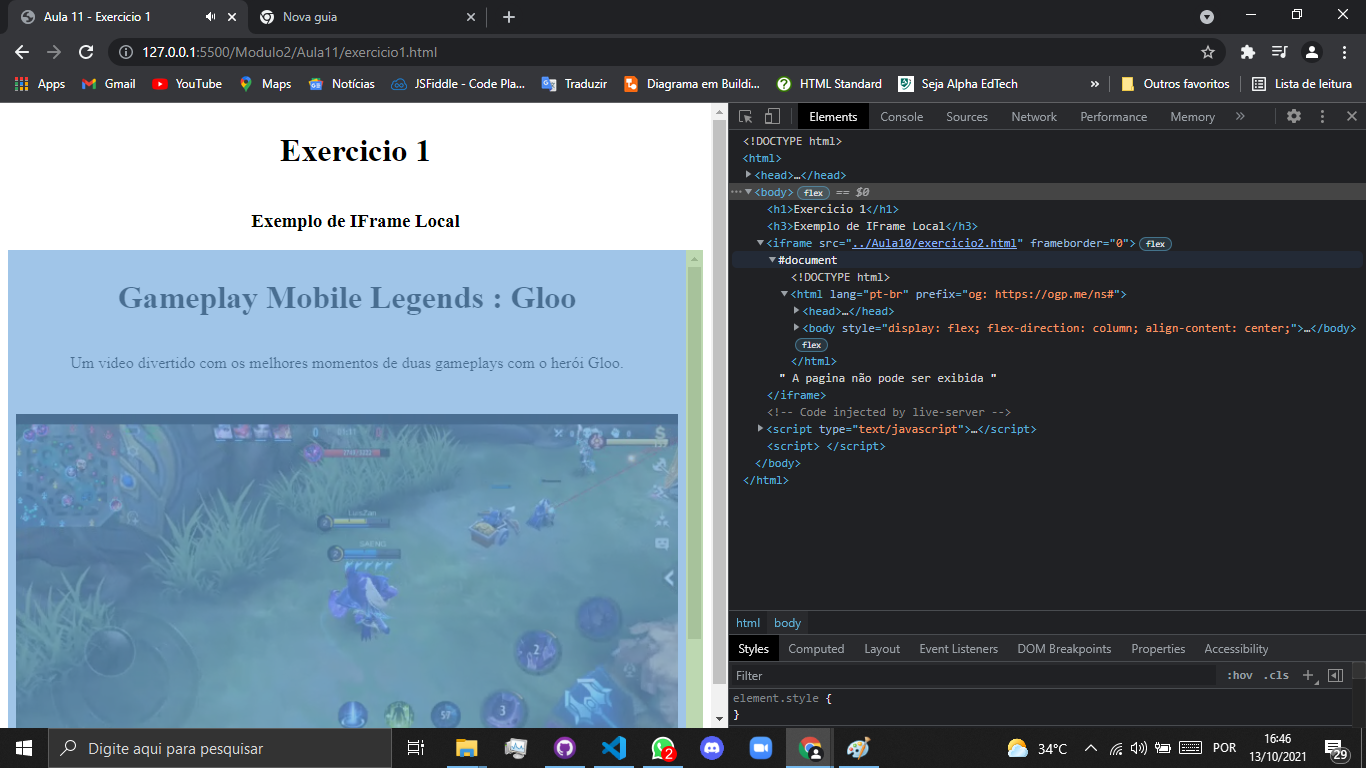 Aula 11 - Exercicio 1
Nova guia
127.0.0.1:5500/Modulo2/Aula11/exercicio1.html
Apps Gmail YouTube Maps Notícias JSFiddle - Code Pla... Traduzir Diagrama em Buildi... HTML Standard Seja Alpha EdTech » Outros favoritos Lista de leitura
Exercicio 1
Exemplo de IFrame Local
Gameplay Mobile Legends : Gloo
Um video divertido com os melhores momentos de duas gameplays com o herói Gloo.
2
3
Elements Console Sources Network Performance Memory »
<!DOCTYPE html>
<html>
<head>…</head>
<body> flex == $0
<h1>Exercicio 1</h1>
<h3>Exemplo de IFrame Local</h3>
<iframe src="../Aula10/exercicio2.html" frameborder="0"> flex
#document
<!DOCTYPE html>
<html lang="pt-br" prefix="og: https://ogp.me/ns#">
<head>…</head>
<body style="display: flex; flex-direction: column; align-content: center;">…</body>
flex
</html>
" A pagina não pode ser exibida "
</iframe>
<!-- Code injected by live-server -->
<script type="text/javascript">…</script>
<script> </script>
</body>
</html>
html body
Styles Computed Layout Event Listeners DOM Breakpoints Properties Accessibility
Filter :hov .cls
element.style {
}
Digite aqui para pesquisar
2
34°C
POR
16:46
13/10/2021
29